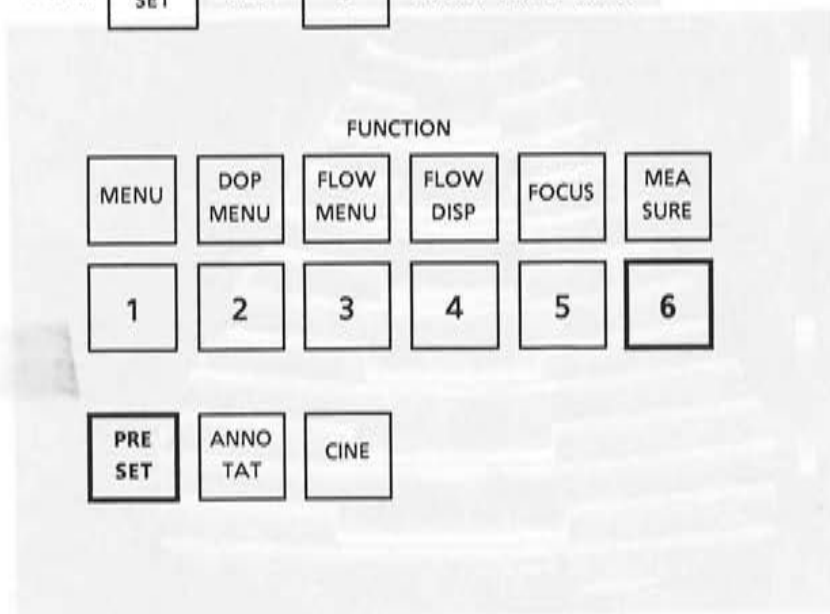 SET
FUNCTION
MENU DOP MENU FLOW MENU FLOW DISP FOCUS MEA SURE
1 2 3 4 5 6
PRE SET ANNO TAT CINE